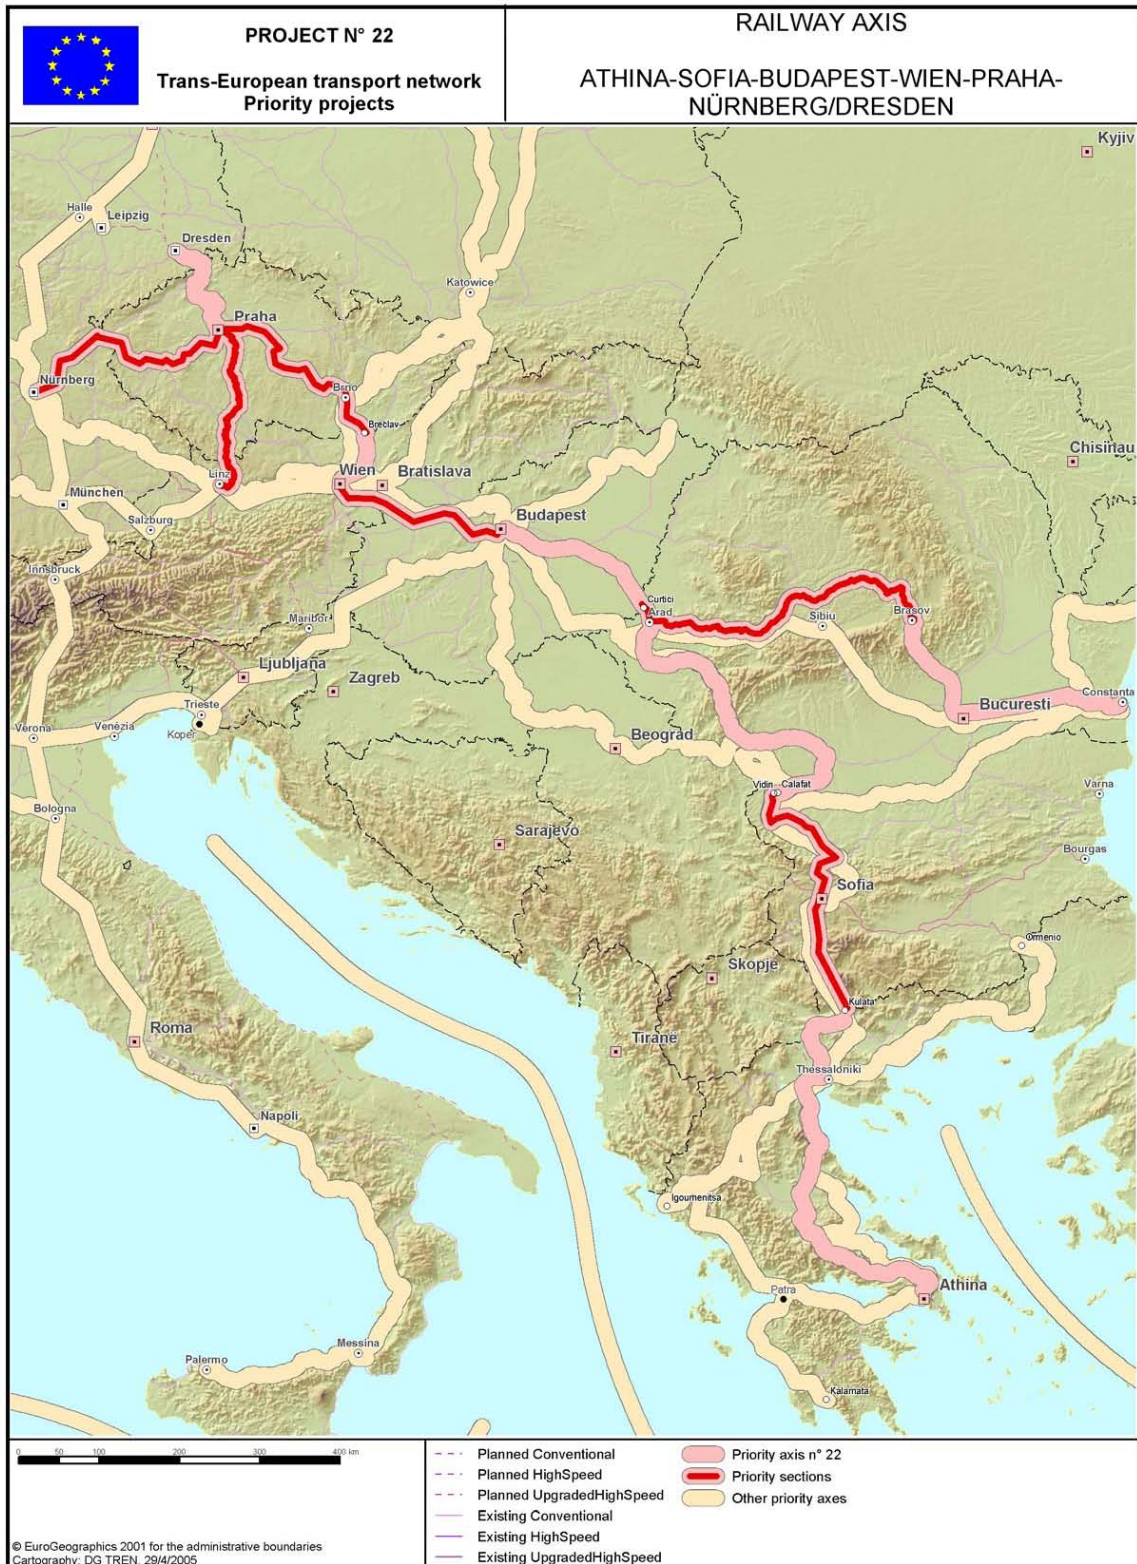 PROJECT N° 22
Trans-European transport network
Priority projects
RAILWAY AXIS
ATHINA-SOFIA-BUDAPEST-WIEN-PRAHA-
NÜRNBERG/DRESDEN
Kyjiv
Halle
Leipzig
Dresden
Katowice
Praha
Nürnberg
Brno
Breclav
Chisinau
Linz
Wien
Bratislava
München
Salzburg
Budapest
Innsbruck
Curtici
Arad
Sibiu
Brasov
Maribor
Ljubljana
Zagreb
Trieste
Constanta
Bucuresti
Verona
Venezia
Koper
Beograd
Vidin
Calafat
Varna
Bologna
Sarajevo
Bourgas
Sofia
Ormenio
Skopje
Kulata
Roma
Tiranë
Thessaloniki
Napoli
Igoumenitsa
Athina
Patra
Messina
Palermo
Kalamata
0 50 100 200 300 400 km
Planned Conventional
Planned HighSpeed
Planned UpgradedHighSpeed
Existing Conventional
Existing HighSpeed
Existing UpgradedHighSpeed
Priority axis n° 22
Priority sections
Other priority axes
© EuroGeographics 2001 for the administrative boundaries
Cartography: DG TREN, 29/4/2005